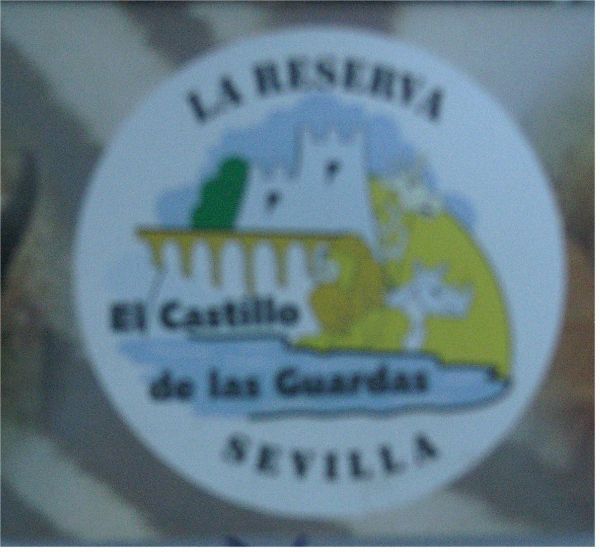 LA RESERVA
El Castillo
de las Guardas
SEVILLA